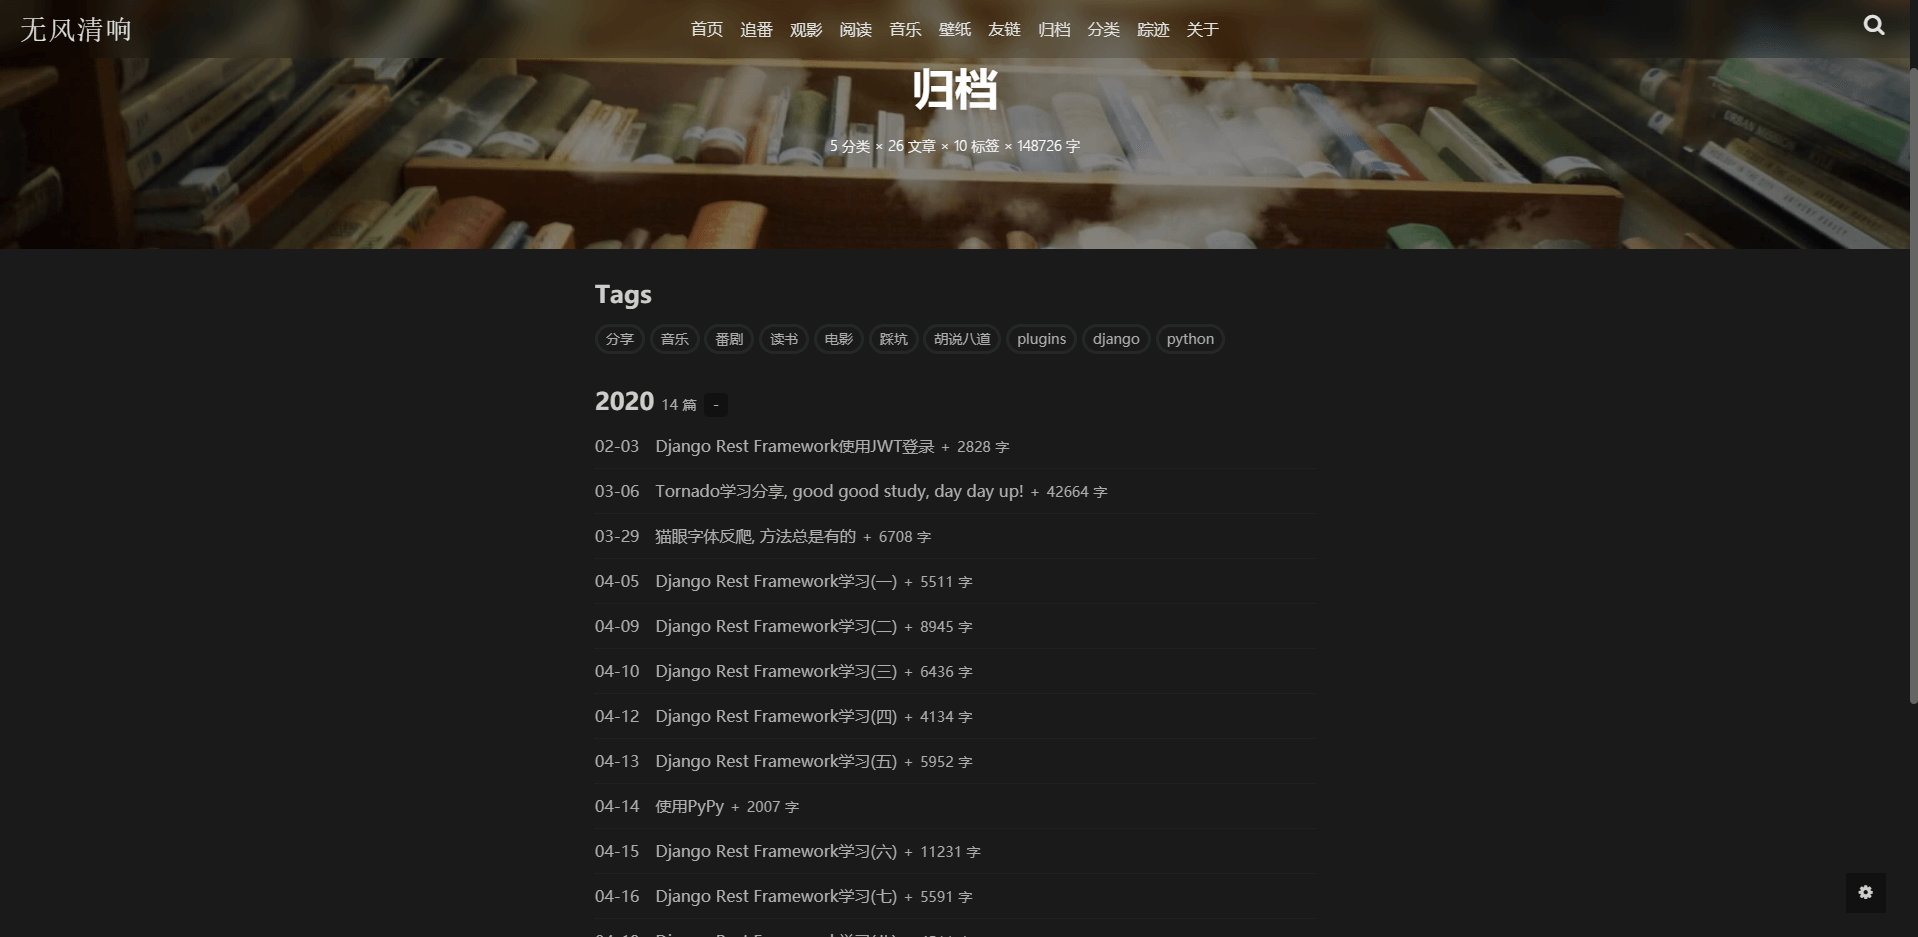 无风清响
首页 追番 观影 阅读 音乐 壁纸 友链 归档 分类 踪迹 关于
归档
5 分类 × 26 文章 × 10 标签 × 148726 字
Tags
分享 音乐 番剧 读书 电影 踩坑 胡说八道 plugins django python
2020 14 篇 -
02-03 Django Rest Framework使用JWT登录 + 2828 字
03-06 Tornado学习分享, good good study, day day up! + 42664 字
03-29 猫眼字体反爬, 方法总是有的 + 6708 字
04-05 Django Rest Framework学习(一) + 5511 字
04-09 Django Rest Framework学习(二) + 8945 字
04-10 Django Rest Framework学习(三) + 6436 字
04-12 Django Rest Framework学习(四) + 4134 字
04-13 Django Rest Framework学习(五) + 5952 字
04-14 使用PyPy + 2007 字
04-15 Django Rest Framework学习(六) + 11231 字
04-16 Django Rest Framework学习(七) + 5591 字